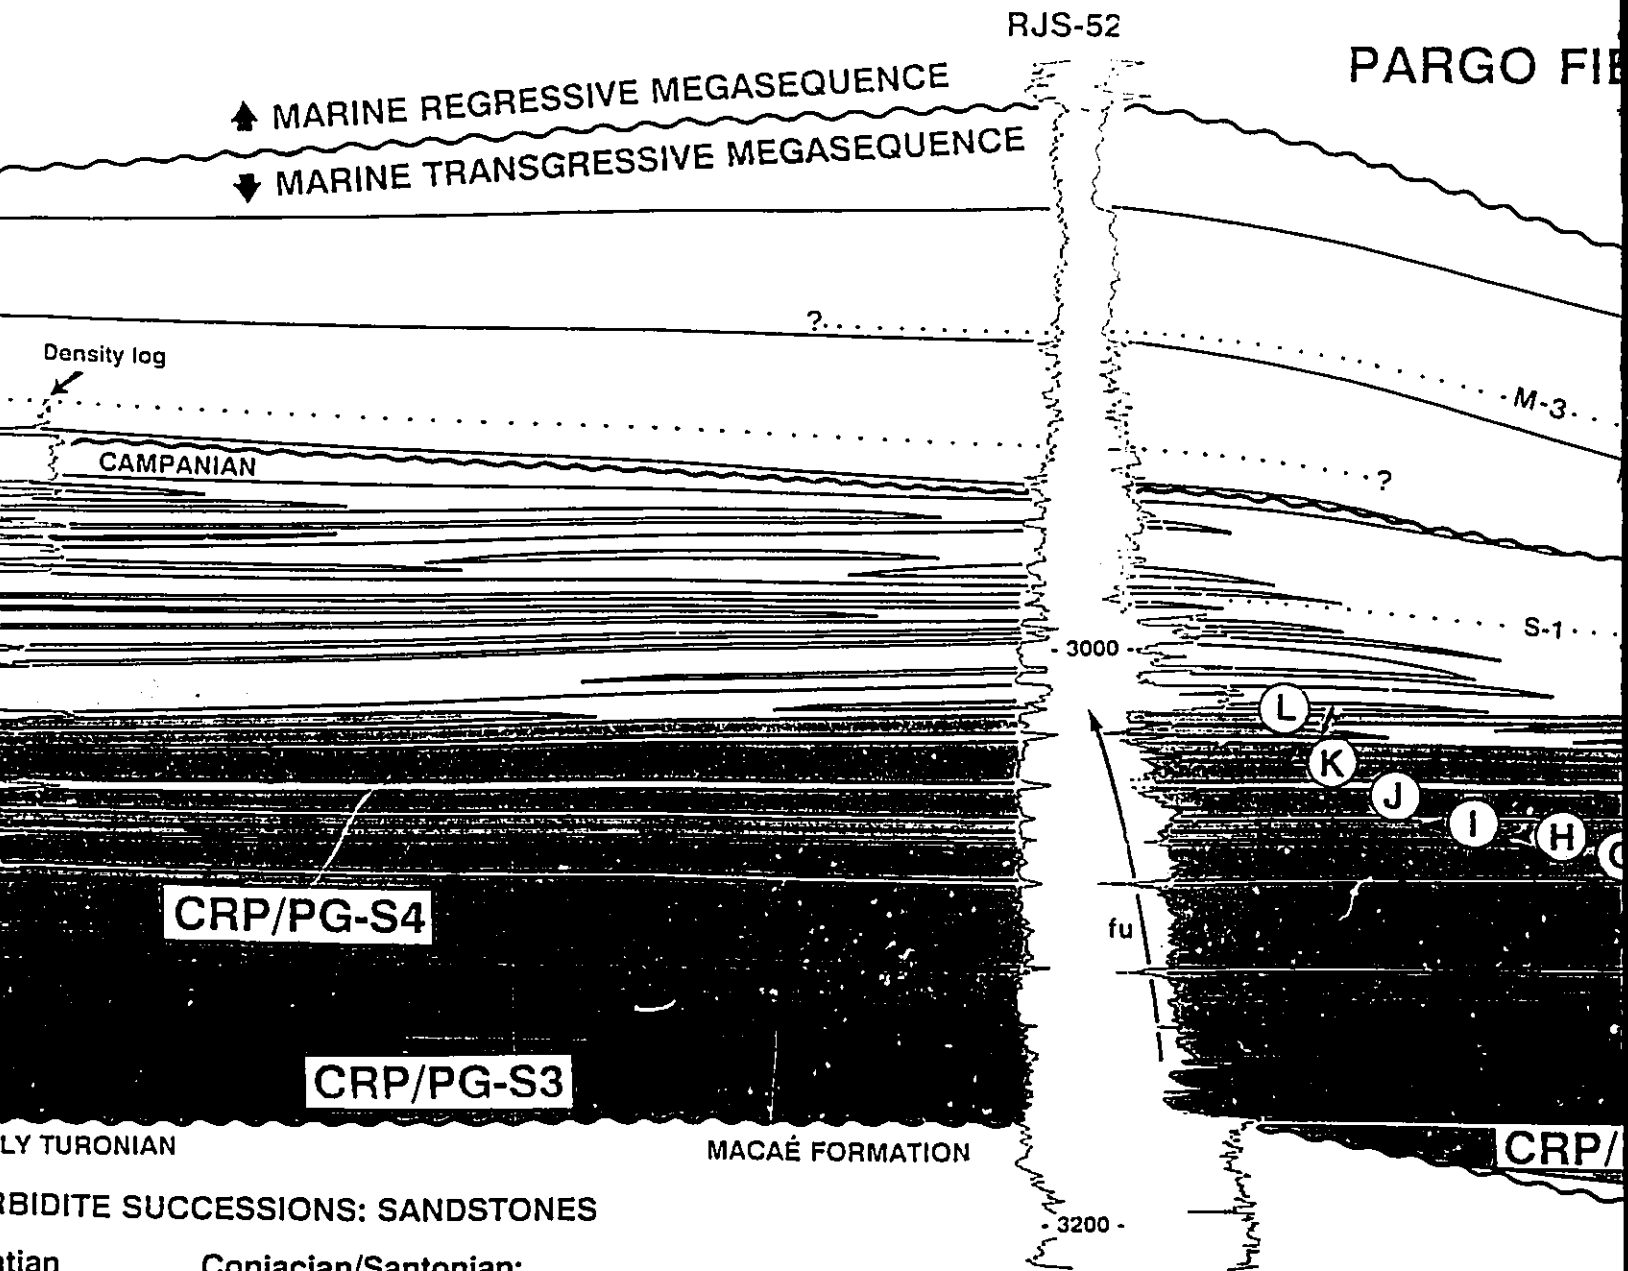 RJS-52
PARGO
MARINE REGRESSIVE MEGASEQUENCE
MARINE TRANSGRESSIVE MEGASEQUENCE
?
Density log
M-3
CAMPANIAN
?
S-1
- 3000 -
L
K
J
I
H
CRP/PG-S4
fu
CRP/PG-S3
LY TURONIAN
MACAÉ FORMATION
CRP/
RBIDITE SUCCESSIONS: SANDSTONES
- 3200 -
tian
Coniacian/Santonian: